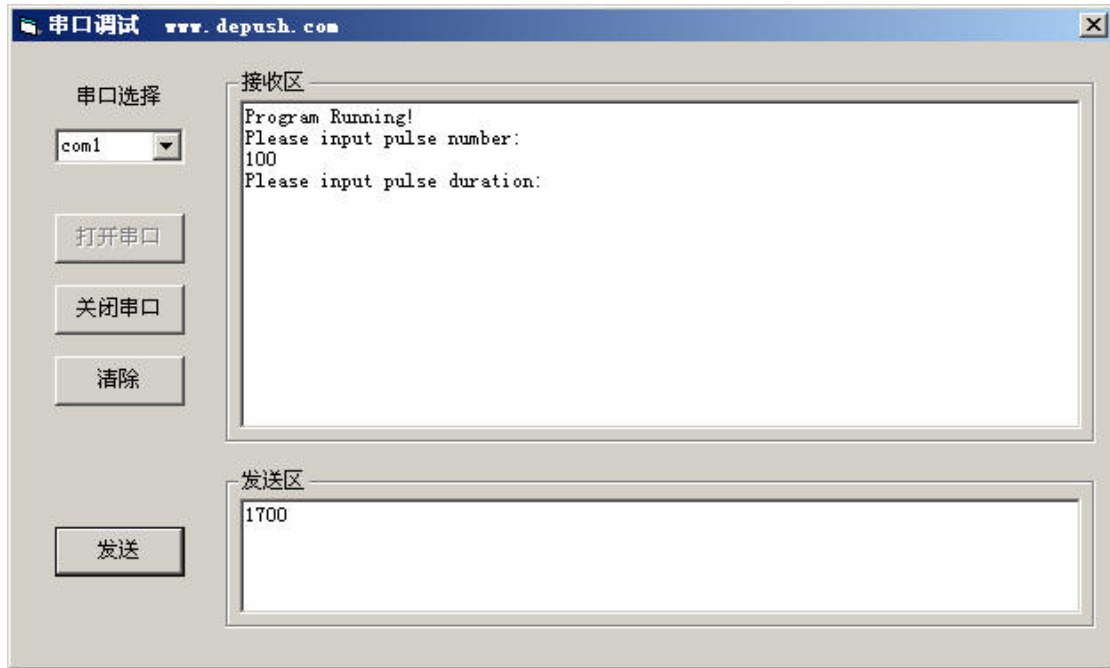 串口调试 www.depush.com
串口选择
com1
打开串口
关闭串口
清除
接收区
Program Running!
Please input pulse number:
100
Please input pulse duration:
发送区
1700
发送